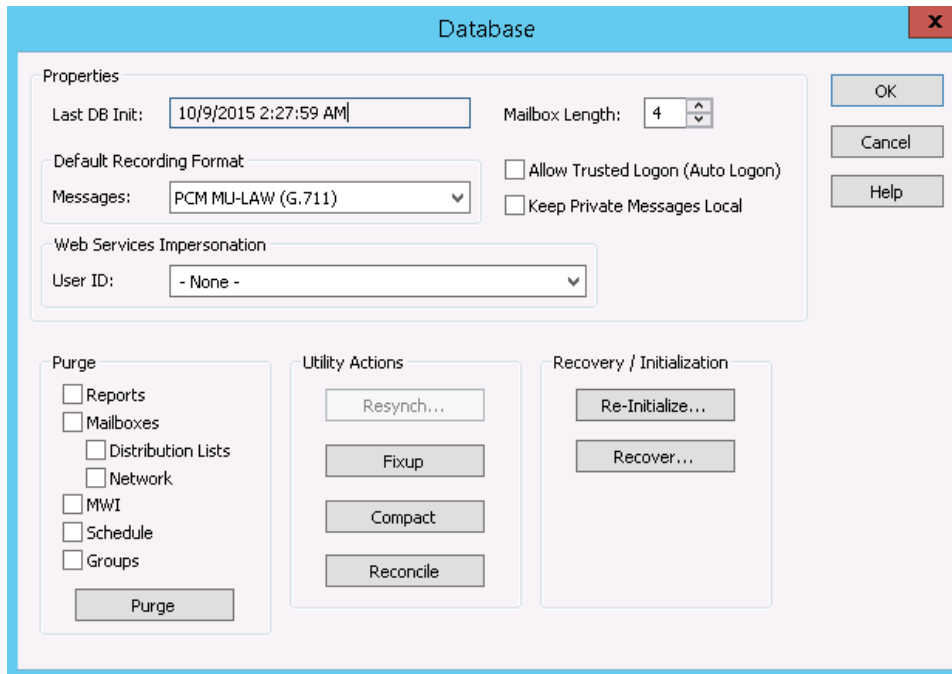 Database
x
Properties
Last DB Init: 10/9/2015 2:27:59 AM
Mailbox Length: 4
Default Recording Format
Messages: PCM MU-LAW (G.711)
Allow Trusted Logon (Auto Logon)
Keep Private Messages Local
Web Services Impersonation
User ID: - None -
OK
Cancel
Help
Purge
Reports
Mailboxes
Distribution Lists
Network
MWI
Schedule
Groups
Purge
Utility Actions
Resynch...
Fixup
Compact
Reconcile
Recovery / Initialization
Re-Initialize...
Recover...